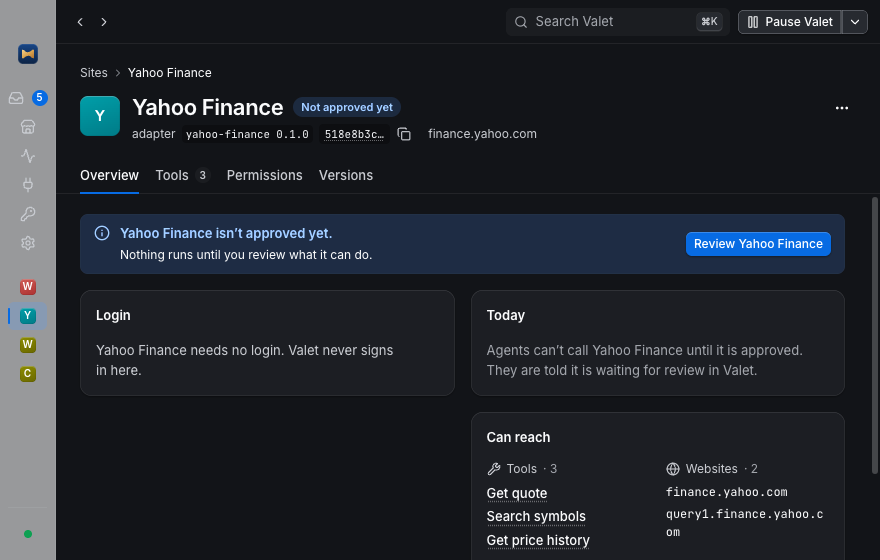 Search Valet
⌘K
Pause Valet
5
Sites
Yahoo Finance
Y
Yahoo Finance
Not approved yet
adapter yahoo-finance 0.1.0 518e8b3c… finance.yahoo.com
Overview
Tools 3
Permissions
Versions
Yahoo Finance isn’t approved yet.
Nothing runs until you review what it can do.
Review Yahoo Finance
W
Y
W
C
Login
Yahoo Finance needs no login. Valet never signs
in here.
Today
Agents can’t call Yahoo Finance until it is approved.
They are told it is waiting for review in Valet.
Can reach
Tools · 3
Get quote
Search symbols
Get price history
Websites · 2
finance.yahoo.com
query1.finance.yahoo.c
om